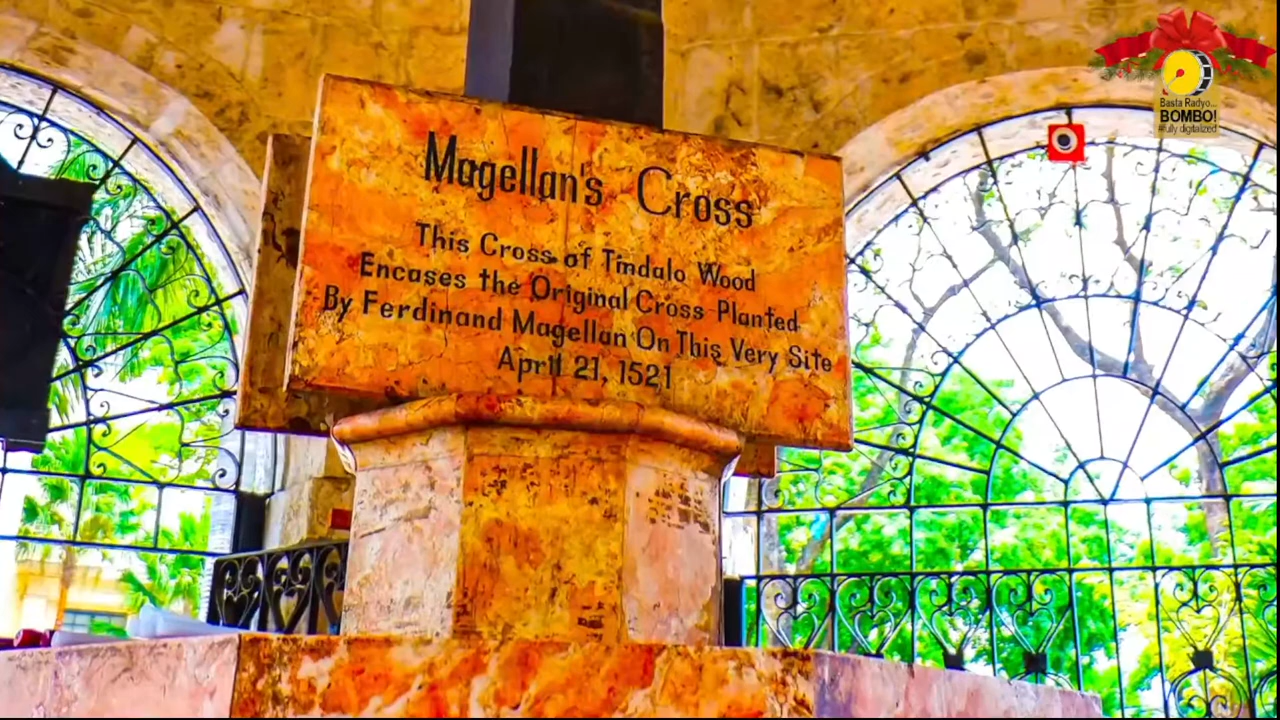 Basta Radyo...
BOMBO!
#fully digitalized
Magellan's Cross
This Cross of Tindalo Wood
Encases the Original Cross Planted
By Ferdinand Magellan On This Very Site
April 21, 1521